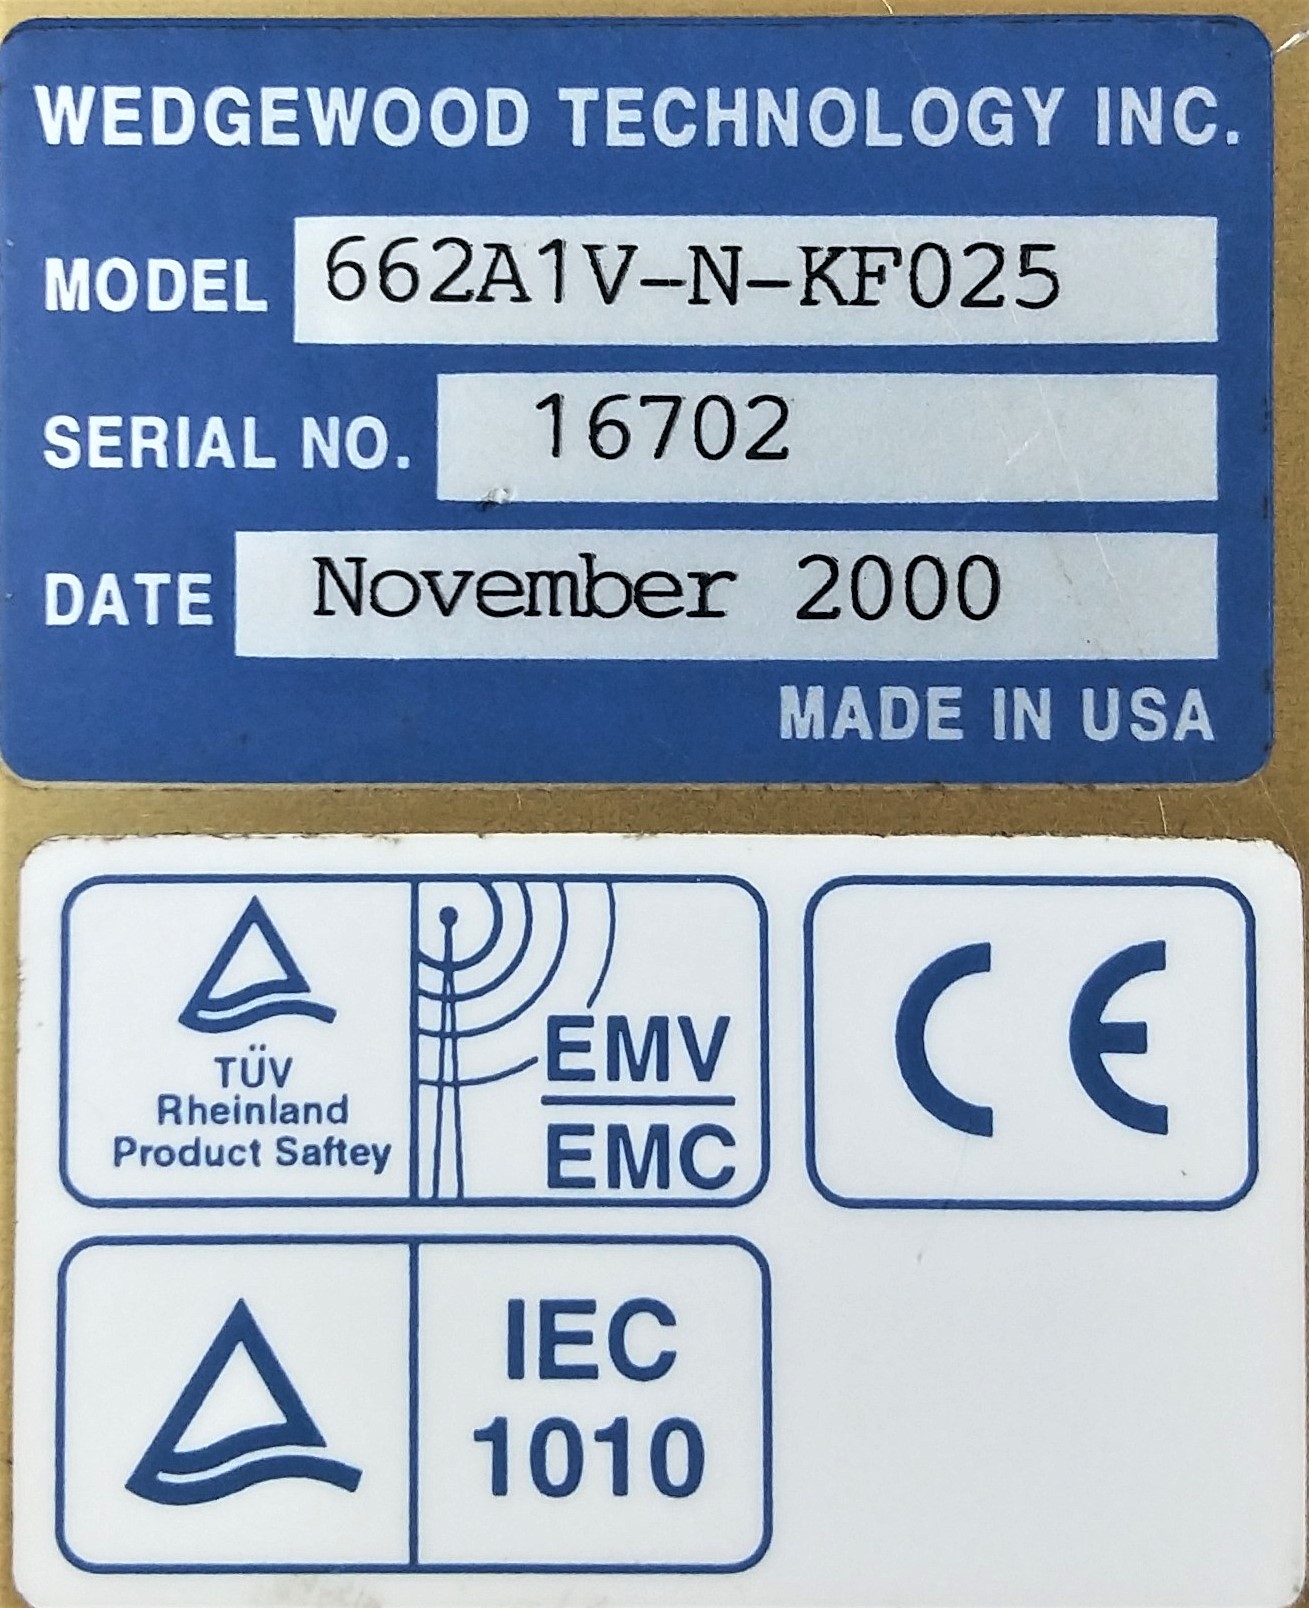 WEDGEWOOD TECHNOLOGY INC.
MODEL 662A1V-N-KF025
SERIAL NO. 16702
DATE November 2000
MADE IN USA
TÜV
Rheinland
Product Saftey
EMV
EMC
CE
IEC
1010